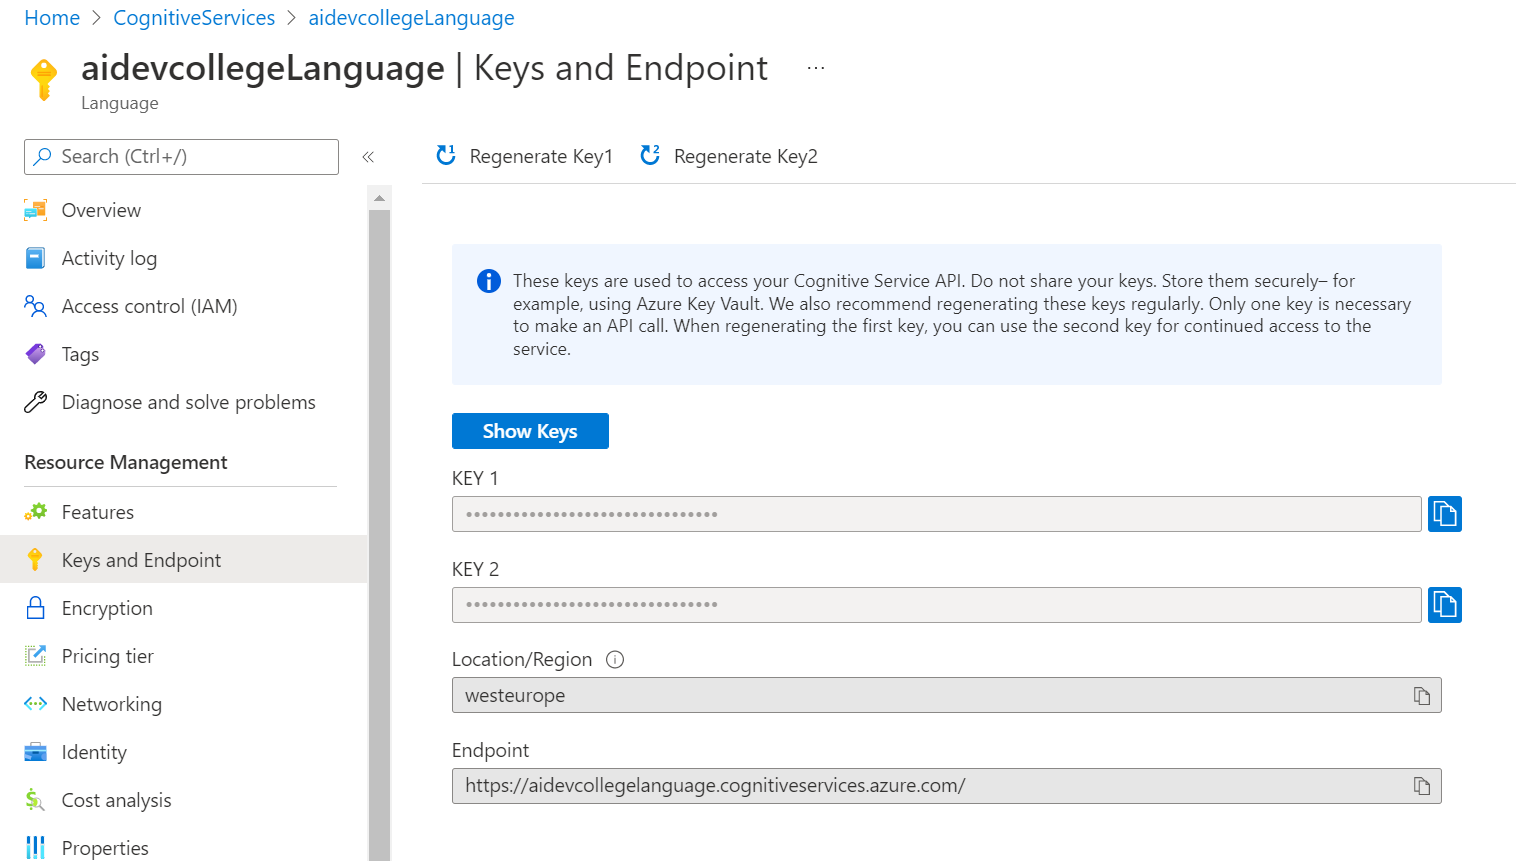 Home > CognitiveServices > aidevcollegeLanguage
aidevcollegeLanguage | Keys and Endpoint ...
Language
Search (Ctrl+/)
«
Overview
Activity log
Access control (IAM)
Tags
Diagnose and solve problems
Resource Management
Features
Keys and Endpoint
Encryption
Pricing tier
Networking
Identity
Cost analysis
Properties
1 Regenerate Key1 2 Regenerate Key2
These keys are used to access your Cognitive Service API. Do not share your keys. Store them securely– for
example, using Azure Key Vault. We also recommend regenerating these keys regularly. Only one key is necessary
to make an API call. When regenerating the first key, you can use the second key for continued access to the
service.
Show Keys
KEY 1
••••••••••••••••••••••••••••••••
KEY 2
••••••••••••••••••••••••••••••••
Location/Region
westeurope
Endpoint
https://aidevcollegelanguage.cognitiveservices.azure.com/